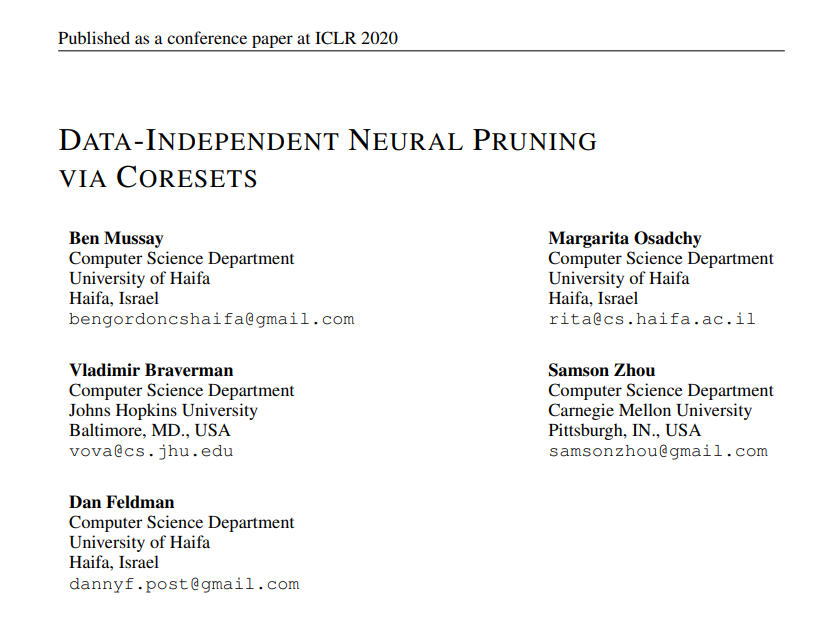 Published as a conference paper at ICLR 2020
DATA-INDEPENDENT NEURAL PRUNING
VIA CORESETS
Ben Mussay
Computer Science Department
University of Haifa
Haifa, Israel
bengordoncshaifa@gmail.com
Margarita Osadchy
Computer Science Department
University of Haifa
Haifa, Israel
rita@cs.haifa.ac.il
Vladimir Braverman
Computer Science Department
Johns Hopkins University
Baltimore, MD., USA
vova@cs.jhu.edu
Samson Zhou
Computer Science Department
Carnegie Mellon University
Pittsburgh, IN., USA
samsonzhou@gmail.com
Dan Feldman
Computer Science Department
University of Haifa
Haifa, Israel
dannyf.post@gmail.com